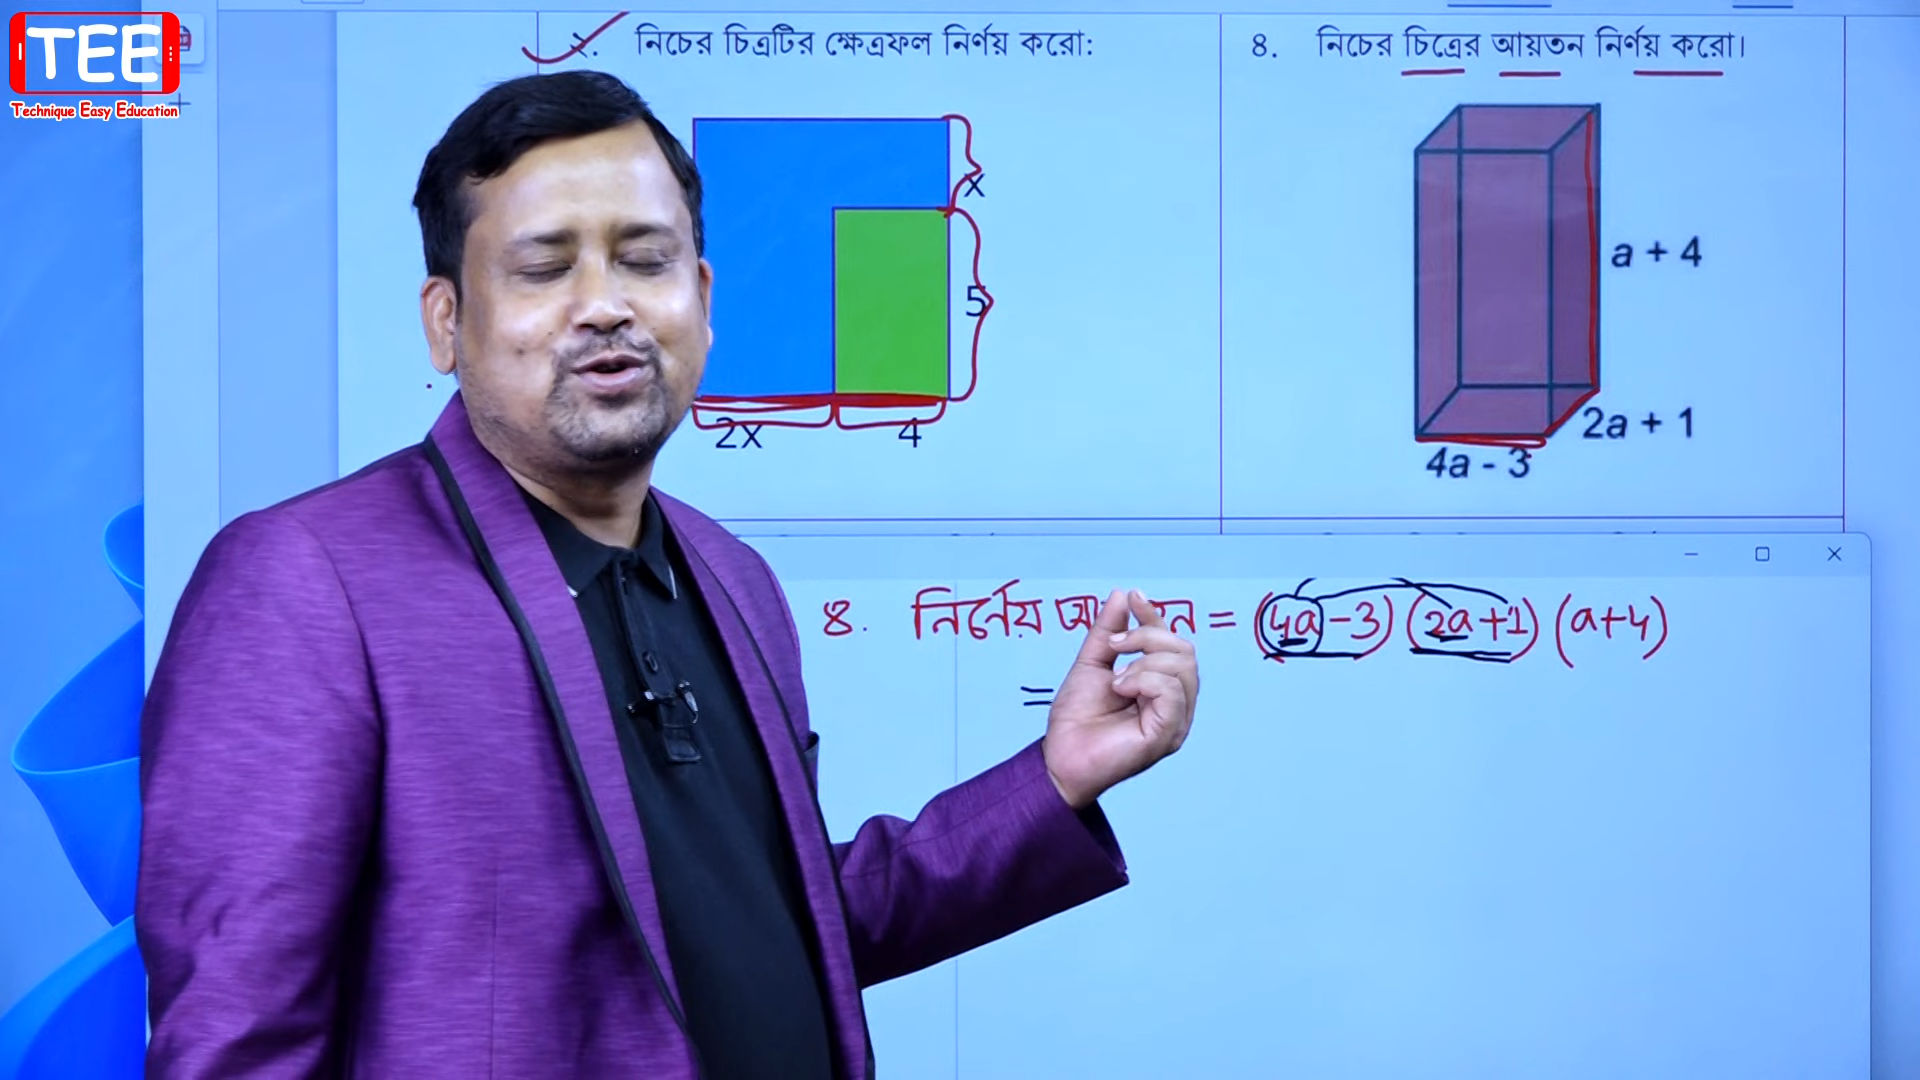 TEE
Technique Easy Education
২. নিচের চিত্রটির ক্ষেত্রফল নির্ণয় করো:
x
5
2x
4
৪. নিচের চিত্রের আয়তন নির্ণয় করো।
a + 4
2a + 1
4a - 3
৪. নির্ণেয় = (4a-3) (2a+1) (a+4)
=